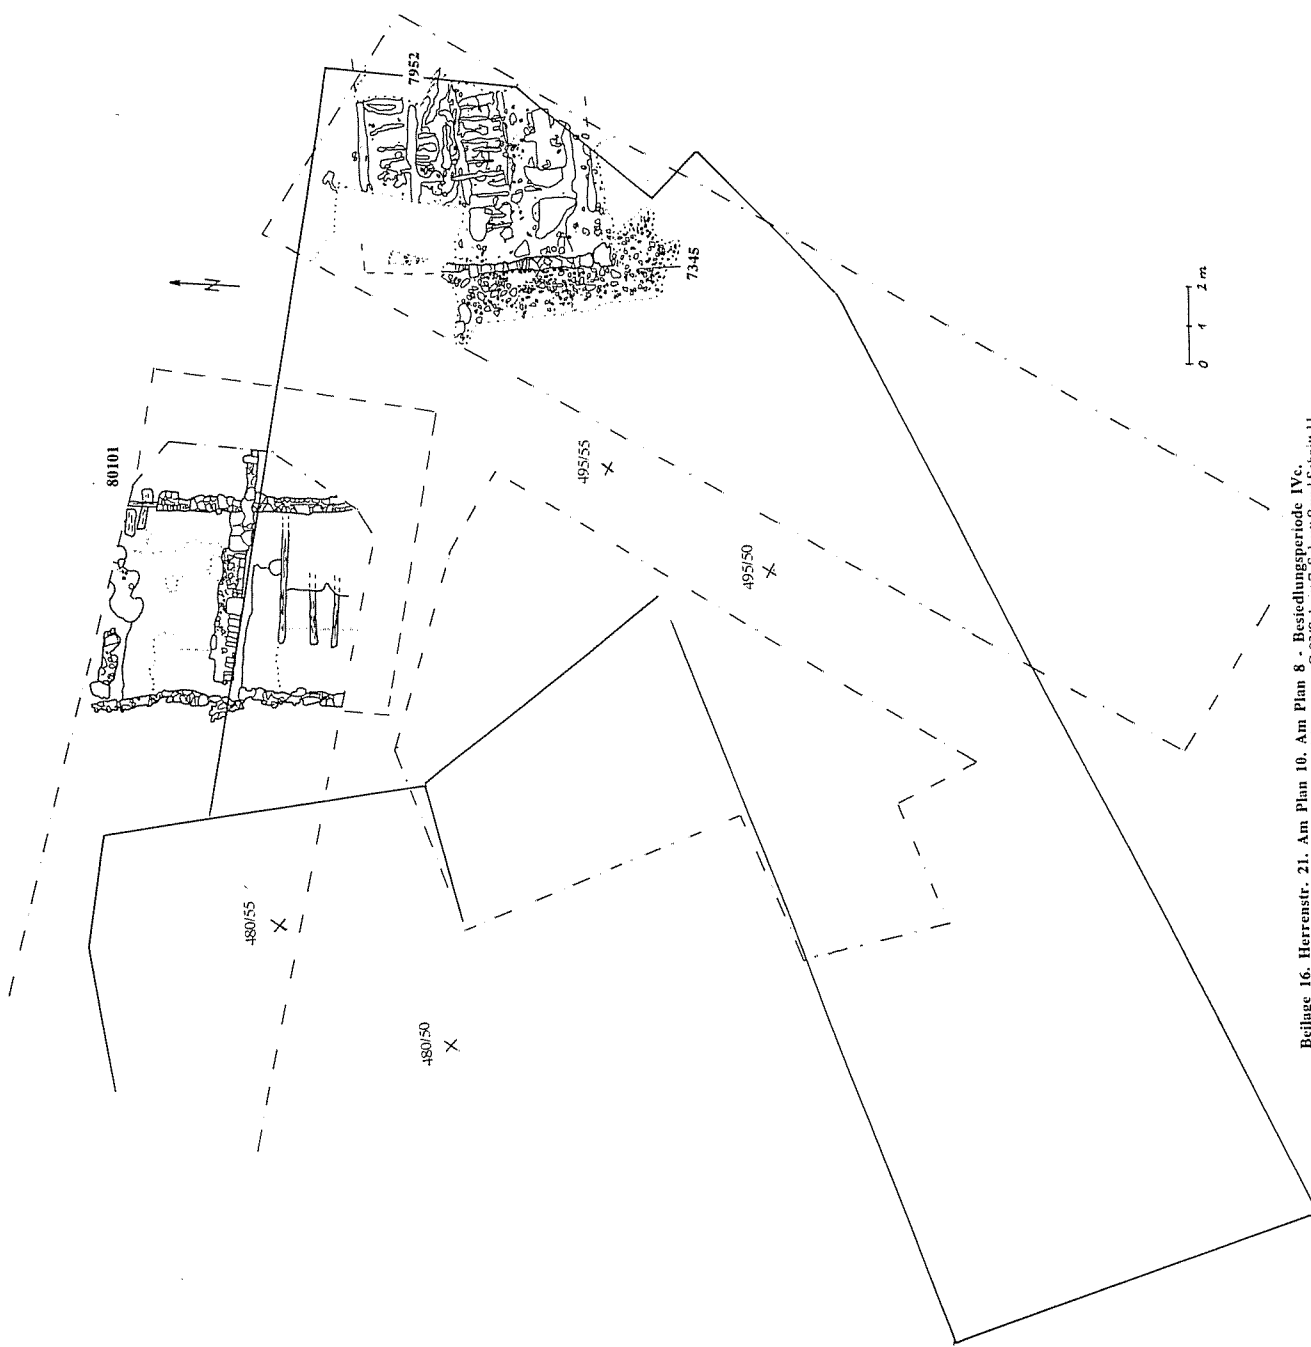 7952
N
7345
80101
495/55
495/50
480/55
480/50
0 1 2 m
Beilage 16. Herrenstr. 21. Am Plan 10. Am Plan 8 - Besiedlungsperiode IVc.